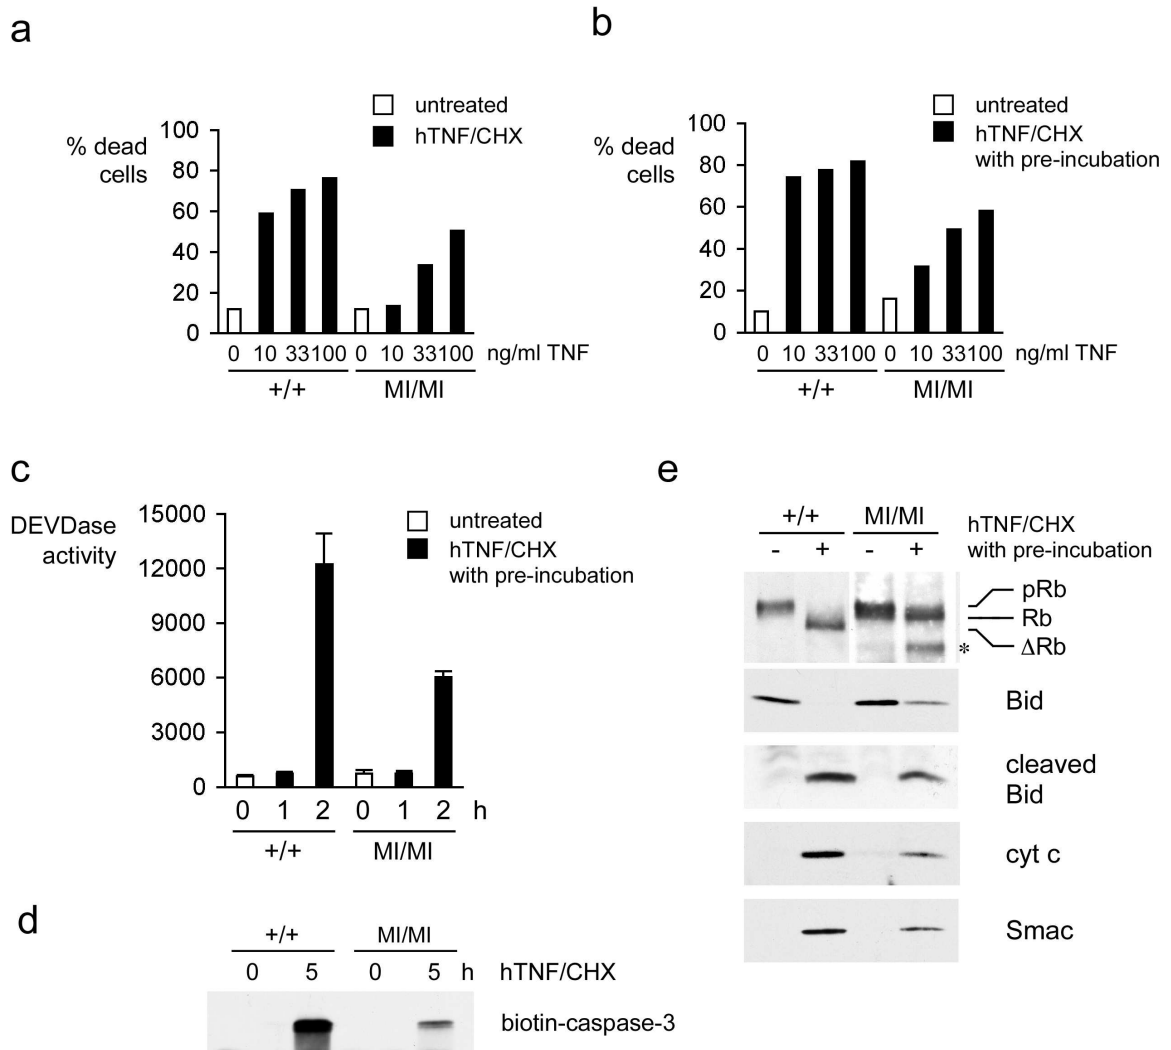 a
untreated
hTNF/CHX
% dead
cells
100
80
60
40
20
0
0 10 33100 0 10 33100 ng/ml TNF
+/+ MI/MI
b
untreated
hTNF/CHX
with pre-incubation
% dead
cells
100
80
60
40
20
0
0 10 33100 0 10 33100 ng/ml TNF
+/+ MI/MI
c
DEVDase
activity
untreated
hTNF/CHX
with pre-incubation
15000
12000
9000
6000
3000
0
0 1 2 0 1 2 h
+/+ MI/MI
d
+/+ MI/MI
0 5 0 5 h hTNF/CHX
biotin-caspase-3
e
+/+ MI/MI hTNF/CHX
- + - + with pre-incubation
pRb
Rb
* ΔRb
Bid
cleaved
Bid
cyt c
Smac